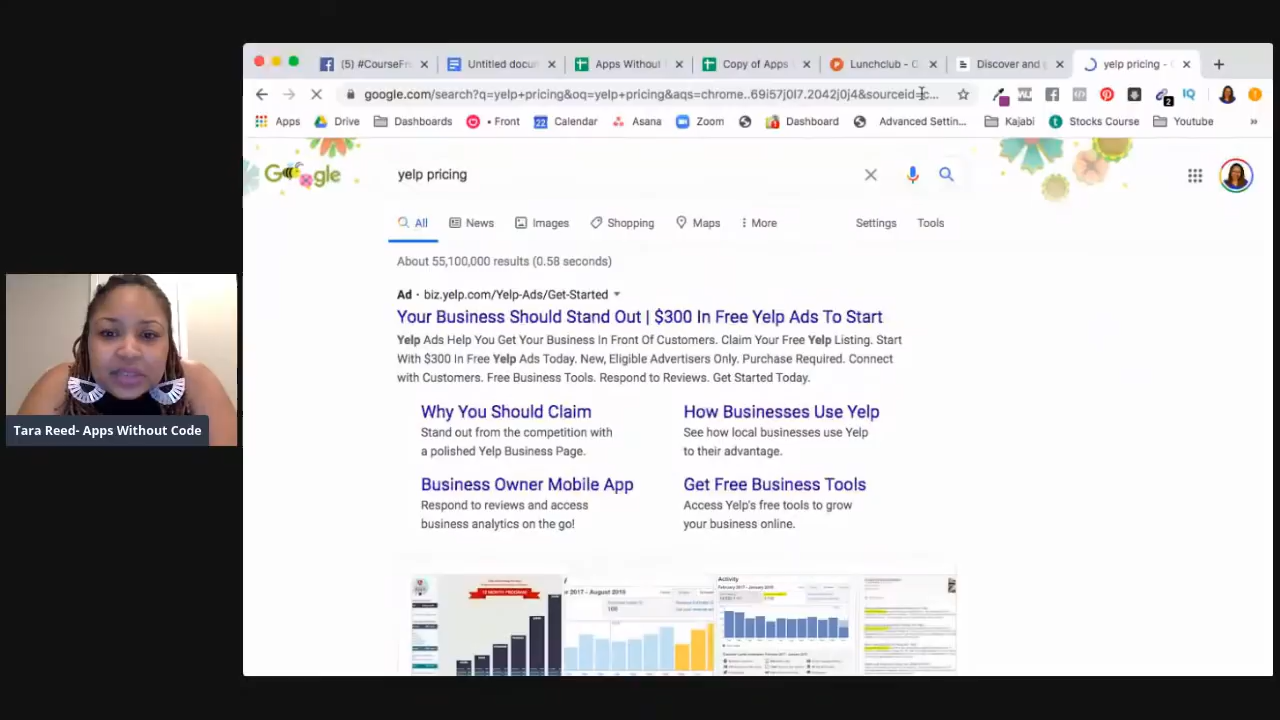 (5) #CourseFr
Untitled docur
Apps Without
Copy of Apps
Lunchclub - C
Discover and
yelp pricing -
google.com/search?q=yelp+pricing&oq=yelp+pricing&aqs=chrome..69i57j0l7.2042j0j4&sourceid=c...
Apps
Drive
Dashboards
• Front
Calendar
Asana
Zoom
Dashboard
Advanced Settin...
Kajabi
Stocks Course
Youtube
»
Google
yelp pricing
All
News
Images
Shopping
Maps
More
Settings
Tools
About 55,100,000 results (0.58 seconds)
Ad · biz.yelp.com/Yelp-Ads/Get-Started
Your Business Should Stand Out | $300 In Free Yelp Ads To Start
Yelp Ads Help You Get Your Business In Front Of Customers. Claim Your Free Yelp Listing. Start
With $300 In Free Yelp Ads Today. New, Eligible Advertisers Only. Purchase Required. Connect
with Customers. Free Business Tools. Respond to Reviews. Get Started Today.
Why You Should Claim
Stand out from the competition with
a polished Yelp Business Page.
How Businesses Use Yelp
See how local businesses use Yelp
to their advantage.
Business Owner Mobile App
Respond to reviews and access
business analytics on the go!
Get Free Business Tools
Access Yelp's free tools to grow
your business online.
Activity
Tara Reed- Apps Without Code